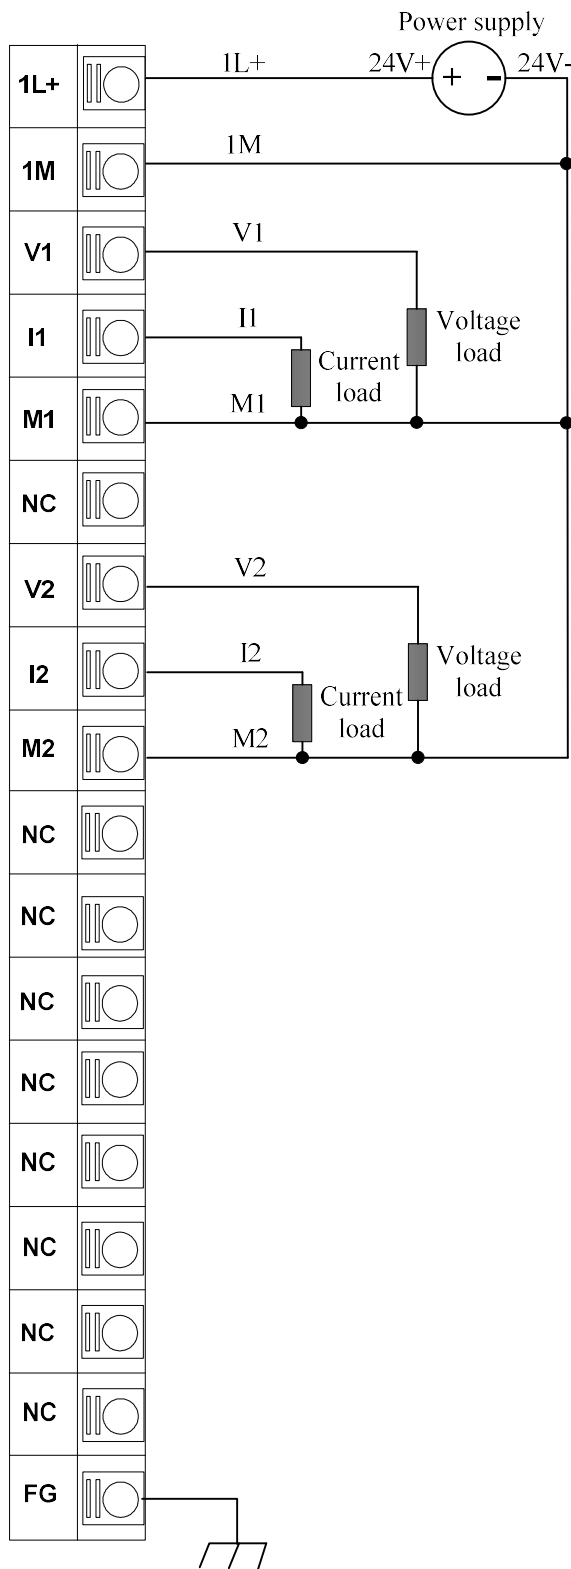 Power supply
1L+
1L+
24V+
+
-
24V-
1M
1M
V1
V1
I1
I1
Voltage
load
Current
load
M1
M1
NC
V2
V2
I2
I2
Voltage
load
Current
load
M2
M2
NC
NC
NC
NC
NC
NC
NC
NC
FG